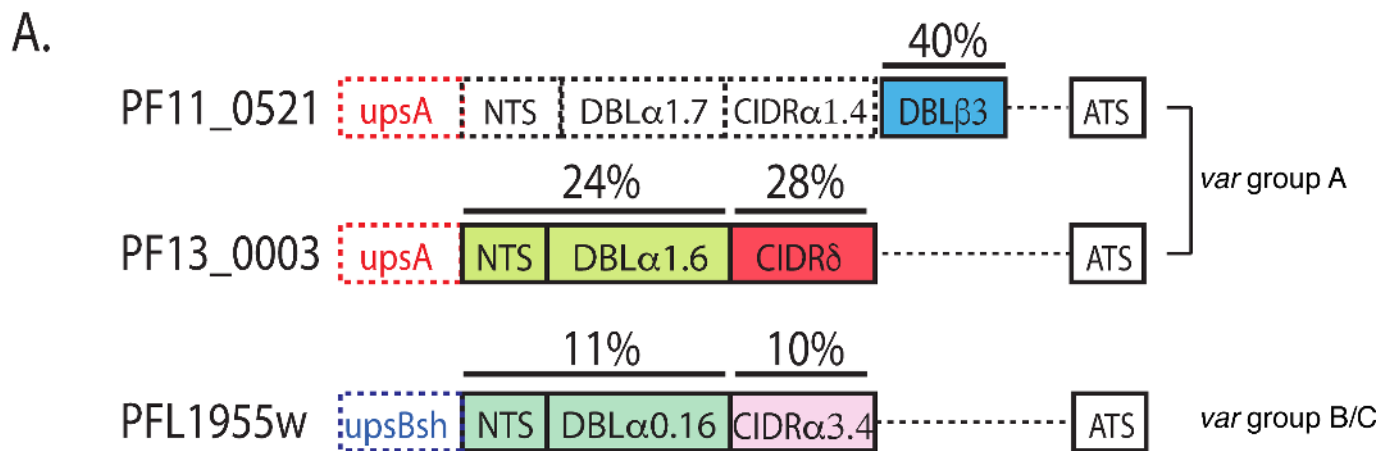 A.
40%
PF11_0521 upsA NTS DBLα1.7 CIDRα1.4 DBLβ3 ATS
var group A
24% 28%
PF13_0003 upsA NTS DBLα1.6 CIDRδ ATS
11% 10%
PFL1955w upsBsh NTS DBLα0.16 CIDRα3.4 ATS var group B/C